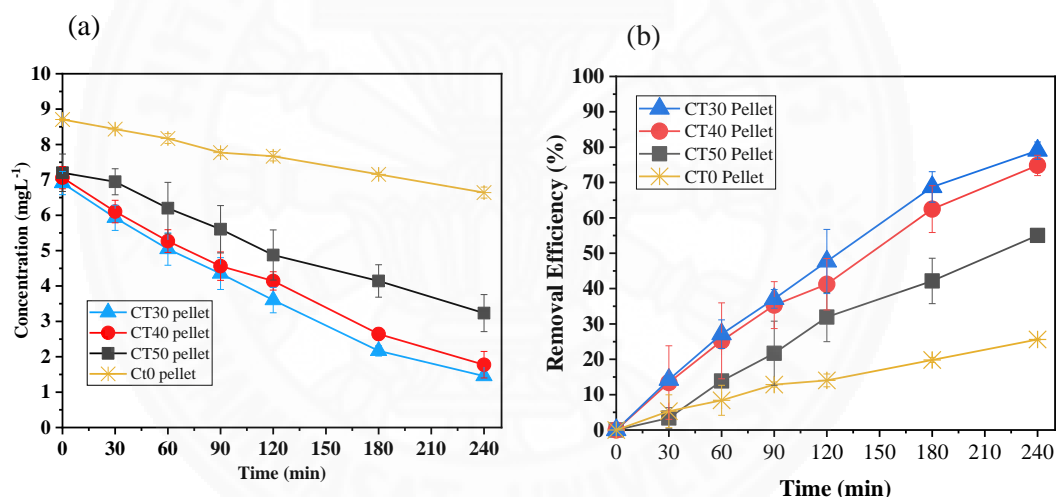 (a)
10
9
8
7
6
5
4
3
2
1
0
Concentration (mgL⁻¹)
CT30 pellet
CT40 pellet
CT50 pellet
Ct0 pellet
0 30 60 90 120 150 180 210 240
Time (min)
(b)
100
90
80
70
60
50
40
30
20
10
0
Removal Efficiency (%)
CT30 Pellet
CT40 Pellet
CT50 Pellet
CT0 Pellet
0 30 60 90 120 150 180 210 240
Time (min)